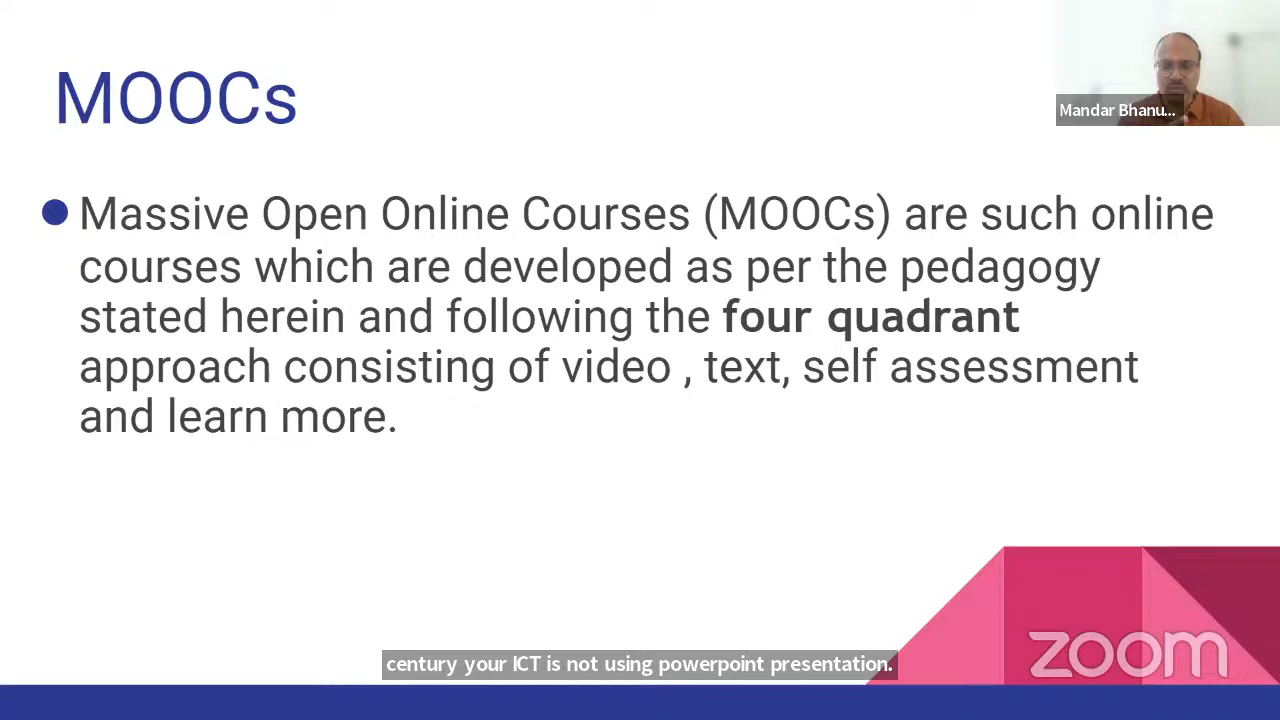 MOOCs
Mandar Bhanu...
Massive Open Online Courses (MOOCs) are such online
courses which are developed as per the pedagogy
stated herein and following the four quadrant
approach consisting of video , text, self assessment
and learn more.
zoom
century your ICT is not using powerpoint presentation.